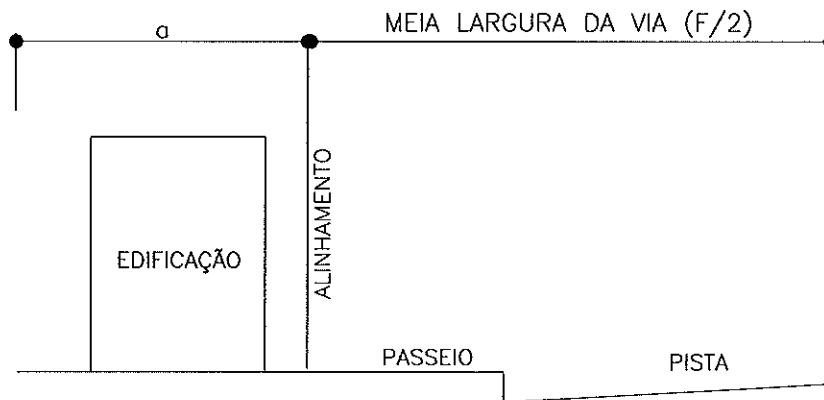 a
MEIA LARGURA DA VIA (F/2)
ALINHAMENTO
EDIFICAÇÃO
PASSEIO
PISTA